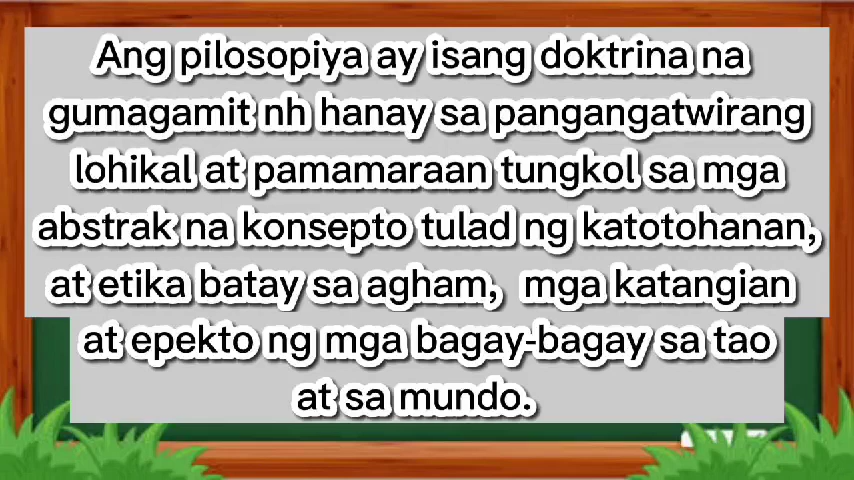 Ang pilosopiya ay isang doktrina na
gumagamit nh hanay sa pangangatwirang
lohikal at pamamaraan tungkol sa mga
abstrak na konsepto tulad ng katotohanan,
at etika batay sa agham, mga katangian
at epekto ng mga bagay-bagay sa tao
at sa mundo.